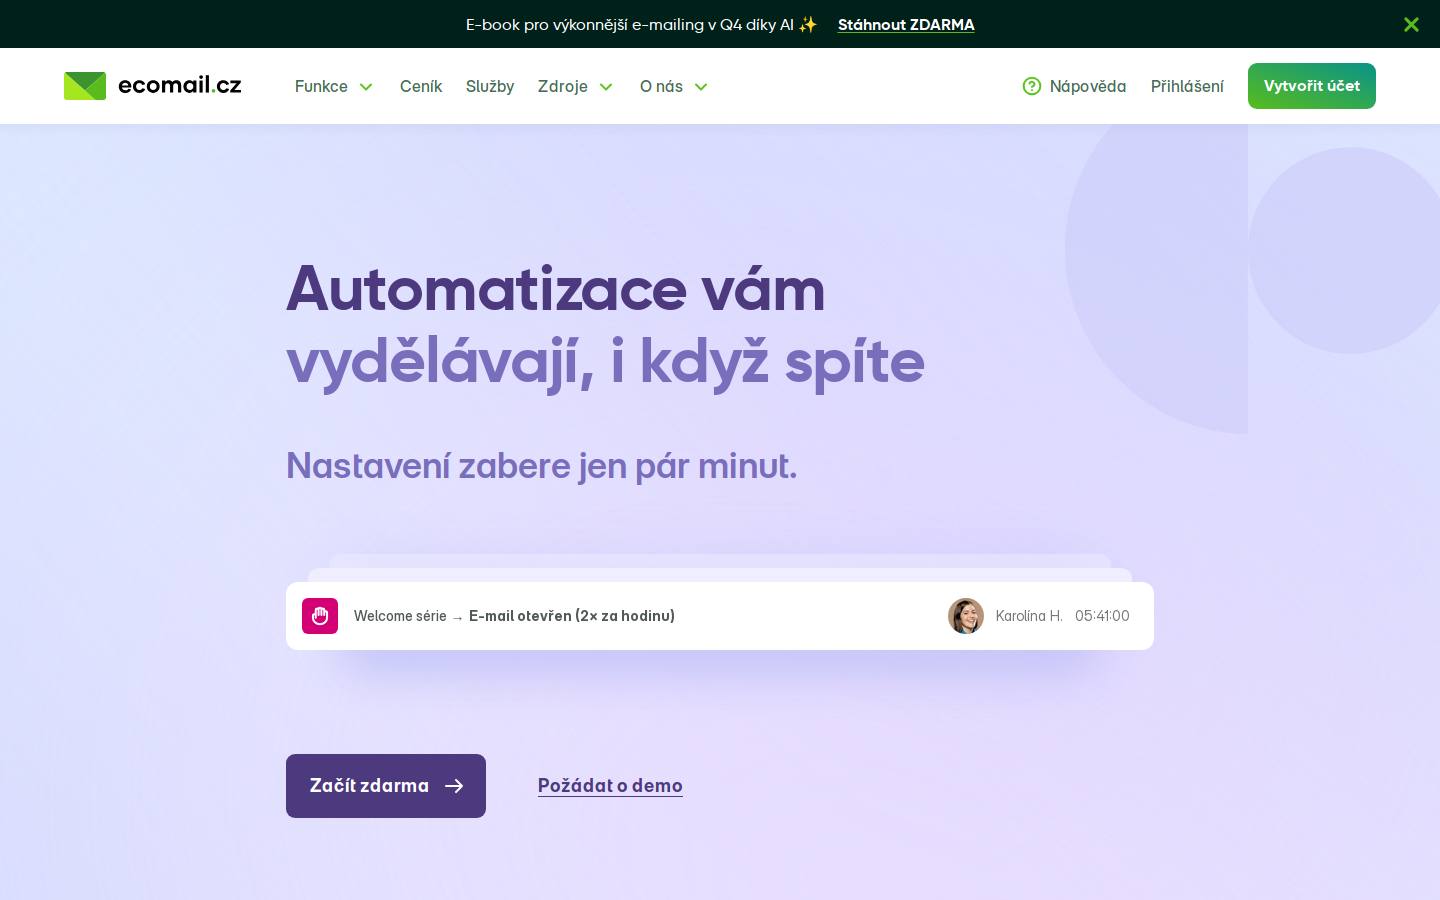 E-book pro výkonnější e-mailing v Q4 díky AI ✨ Stáhnout ZDARMA
ecomail.cz Funkce Ceník Služby Zdroje O nás Nápověda Přihlášení Vytvořit účet
Automatizace vám
vydělávají, i když spíte
Nastavení zabere jen pár minut.
Welcome série → E-mail otevřen (2× za hodinu) Karolína H. 05:41:00
Začít zdarma → Požádat o demo